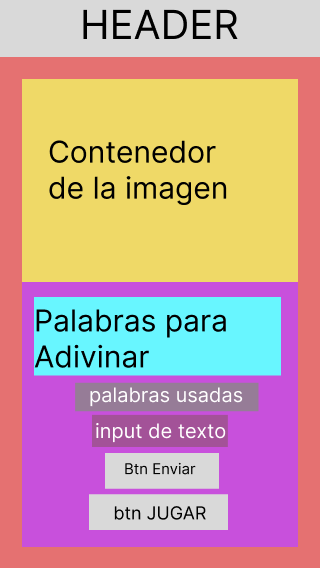 HEADER
Contenedor
de la imagen
Palabras para
Adivinar
palabras usadas
input de texto
Btn Enviar
btn JUGAR